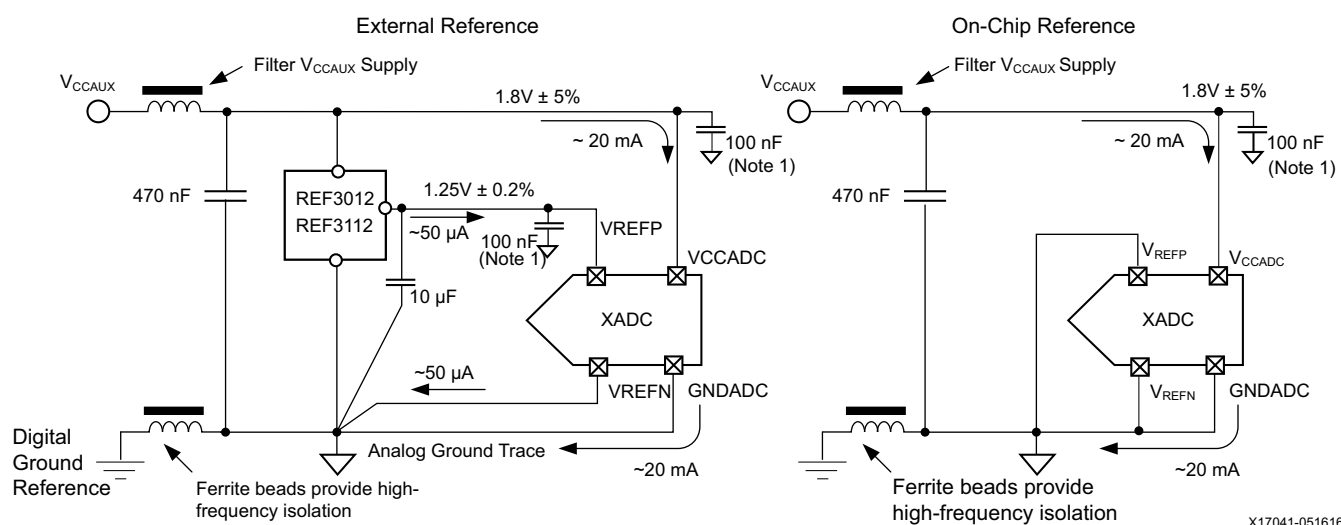 External Reference
Filter VCCAUX Supply
VCCAUX
1.8V ± 5%
~ 20 mA
100 nF
(Note 1)
470 nF
REF3012
REF3112
1.25V ± 0.2%
~50 µA
100 nF
(Note 1)
VREFP
VCCADC
10 µF
XADC
~50 µA
VREFN
GNDADC
Digital
Ground
Reference
Analog Ground Trace
~20 mA
Ferrite beads provide high-
frequency isolation
On-Chip Reference
Filter VCCAUX Supply
VCCAUX
1.8V ± 5%
~ 20 mA
100 nF
(Note 1)
470 nF
VREFP
VCCADC
XADC
VREFN
GNDADC
~20 mA
Ferrite beads provide
high-frequency isolation
X17041-051616